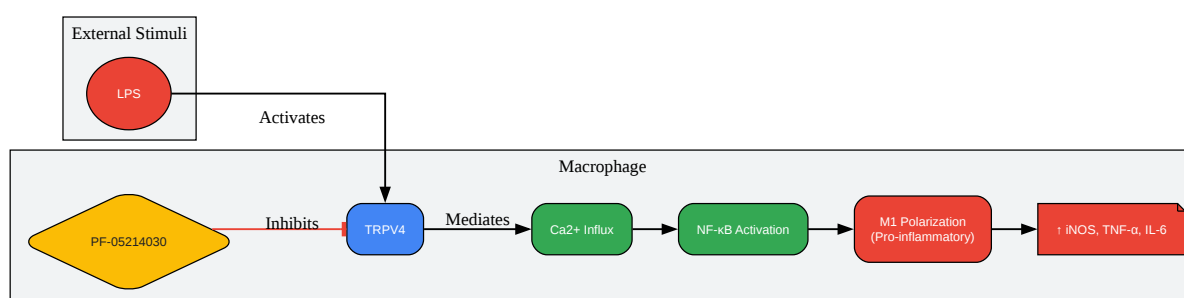 External Stimuli
LPS
Activates
Macrophage
PF-05214030
Inhibits
TRPV4
Mediates
Ca2+ Influx
NF-κB Activation
M1 Polarization
(Pro-inflammatory)
↑ iNOS, TNF-α, IL-6